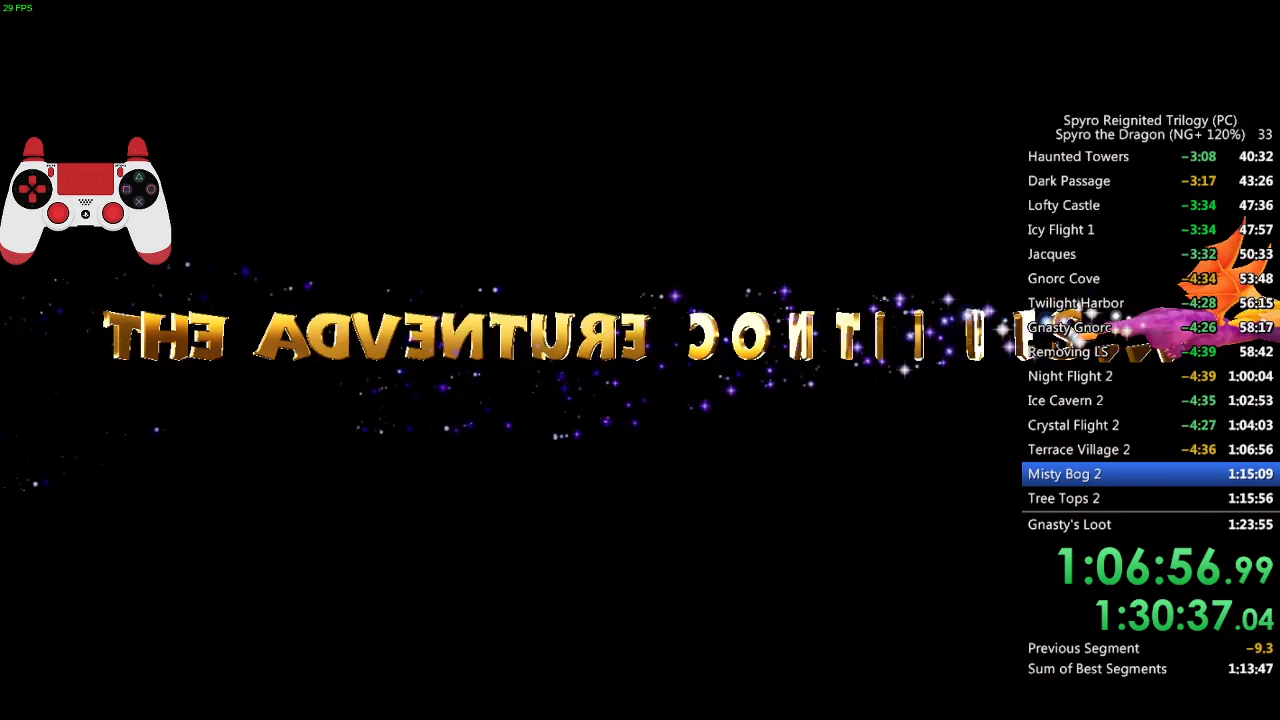 29 FPS
THE ADVENTURE CONTINUES...
Spyro Reignited Trilogy (PC)
Spyro the Dragon (NG+ 120%) 33
Haunted Towers −3:08 40:32
Dark Passage −3:17 43:26
Lofty Castle −3:34 47:36
Icy Flight 1 −3:34 47:57
Jacques −3:32 50:33
Gnorc Cove −4:34 53:48
Twilight Harbor −4:28 56:15
Gnasty Gnorc −4:26 58:17
Removing LS −4:39 58:42
Night Flight 2 −4:39 1:00:04
Ice Cavern 2 −4:35 1:02:53
Crystal Flight 2 −4:27 1:04:03
Terrace Village 2 −4:36 1:06:56
Misty Bog 2 1:15:09
Tree Tops 2 1:15:56
Gnasty's Loot 1:23:55
1:06:56.99
1:30:37.04
Previous Segment −9.3
Sum of Best Segments 1:13:47